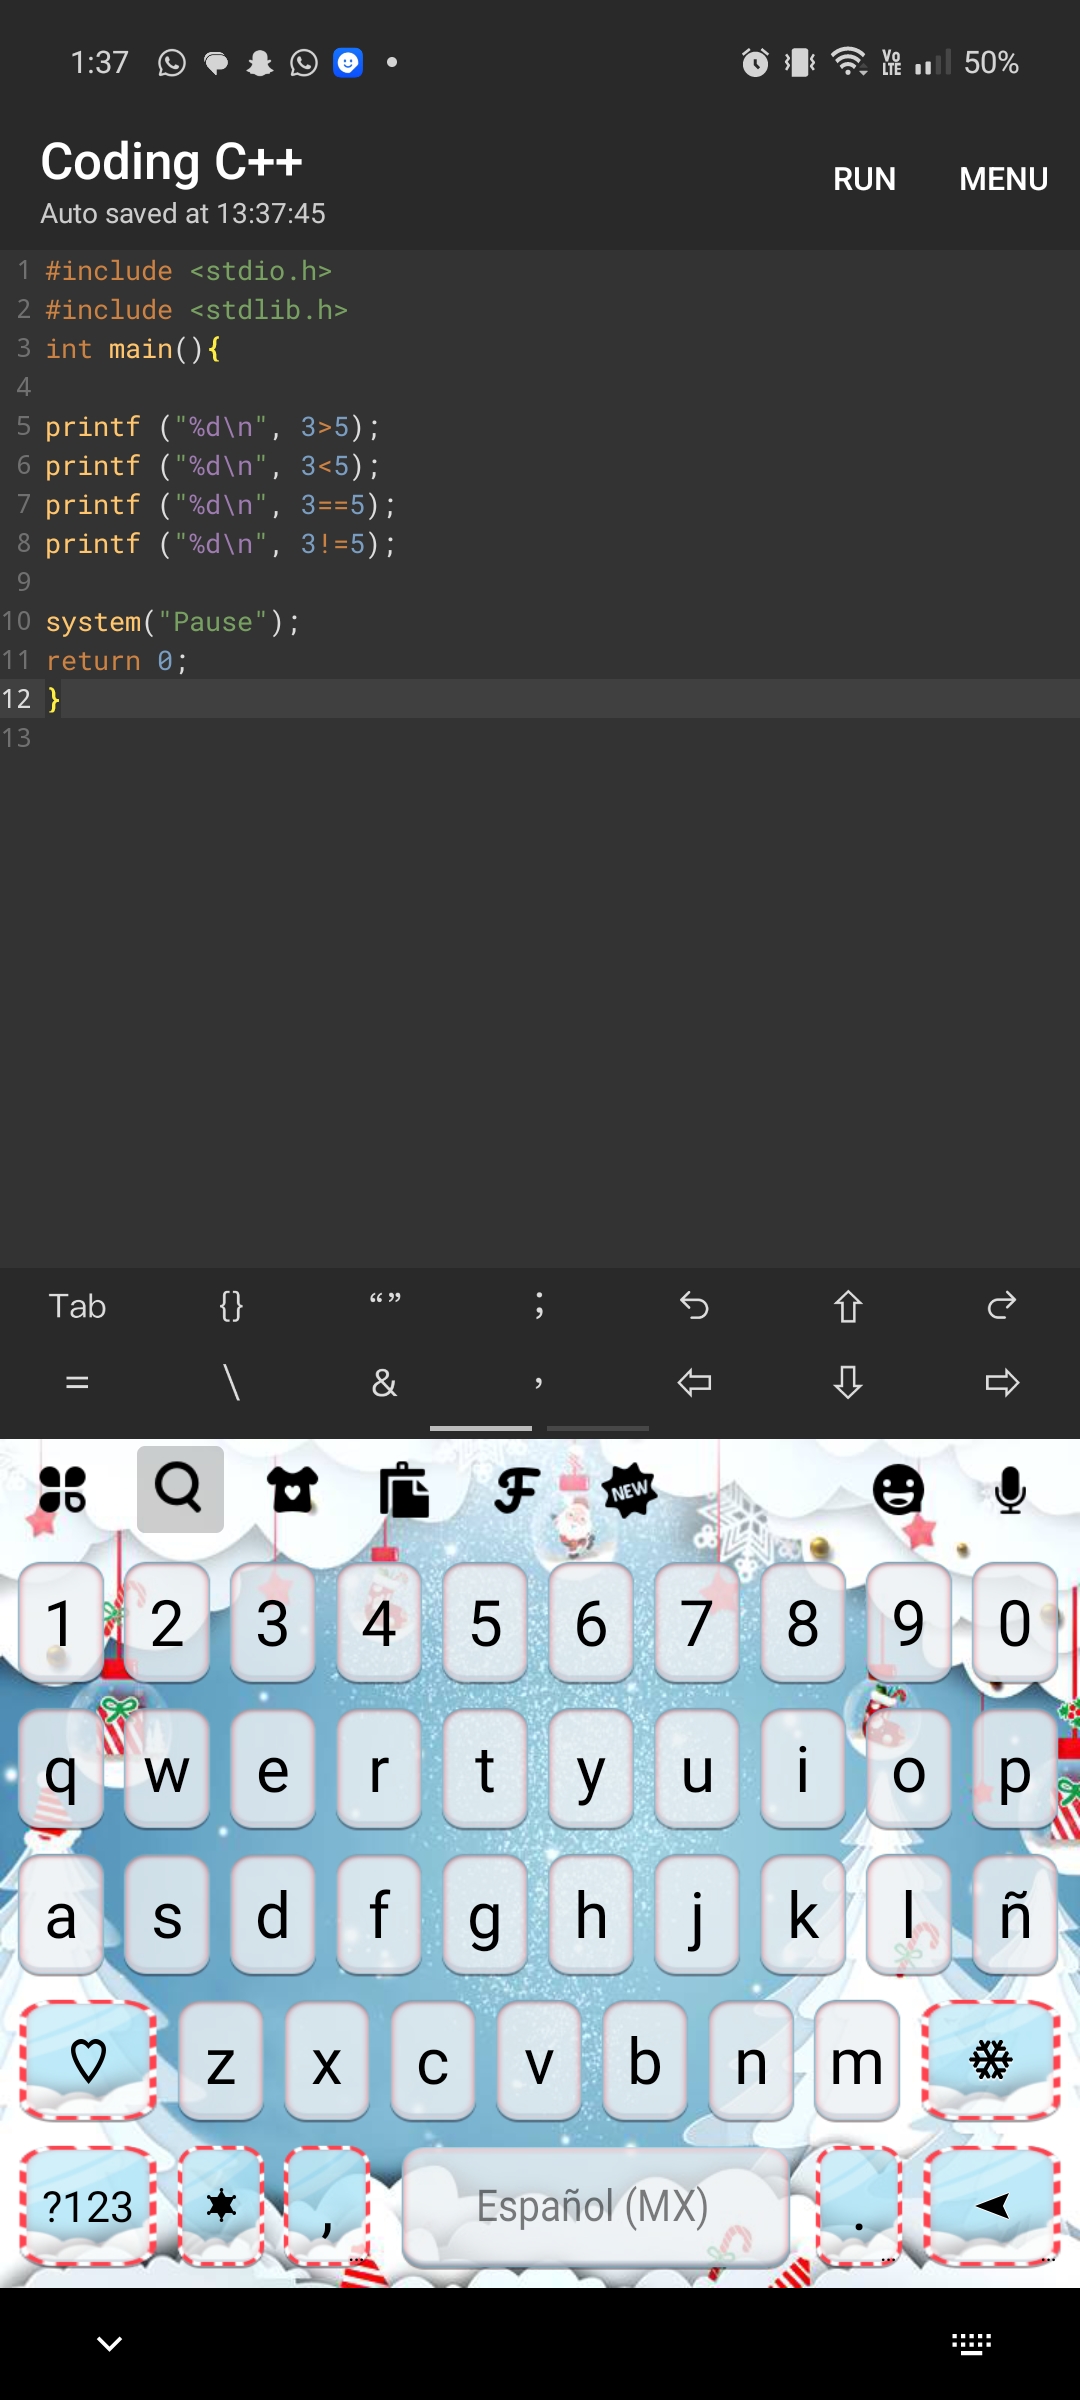 1:37 Vo LTE 50%
Coding C++
RUN MENU
Auto saved at 13:37:45
1 #include <stdio.h>
2 #include <stdlib.h>
3 int main(){
4
5 printf ("%d\n", 3>5);
6 printf ("%d\n", 3<5);
7 printf ("%d\n", 3==5);
8 printf ("%d\n", 3!=5);
9
10 system("Pause");
11 return 0;
12 }
13
Tab {} “” ;
= \ & ,
F NEW
1 2 3 4 5 6 7 8 9 0
q w e r t y u i o p
a s d f g h j k l ñ
z x c v b n m
?123 , Español (MX) .